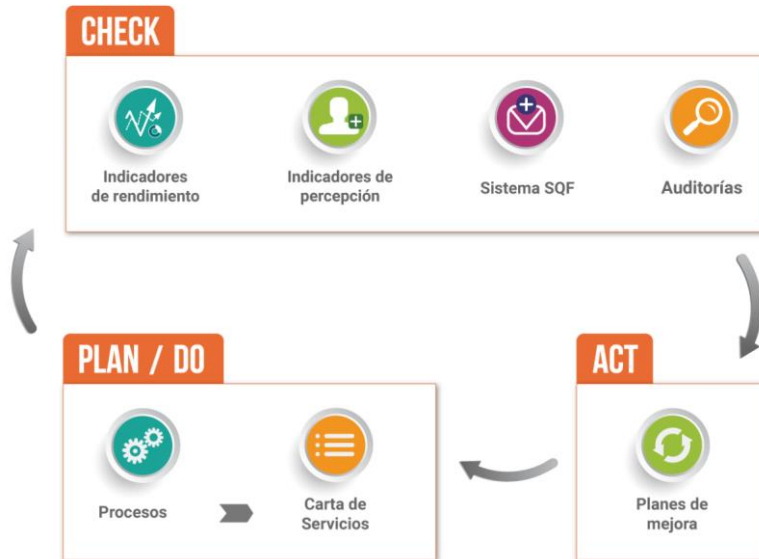 CHECK
Indicadores
de rendimiento
Indicadores de
percepción
Sistema SQF
Auditorías
PLAN / DO
Procesos
Carta de
Servicios
ACT
Planes de
mejora